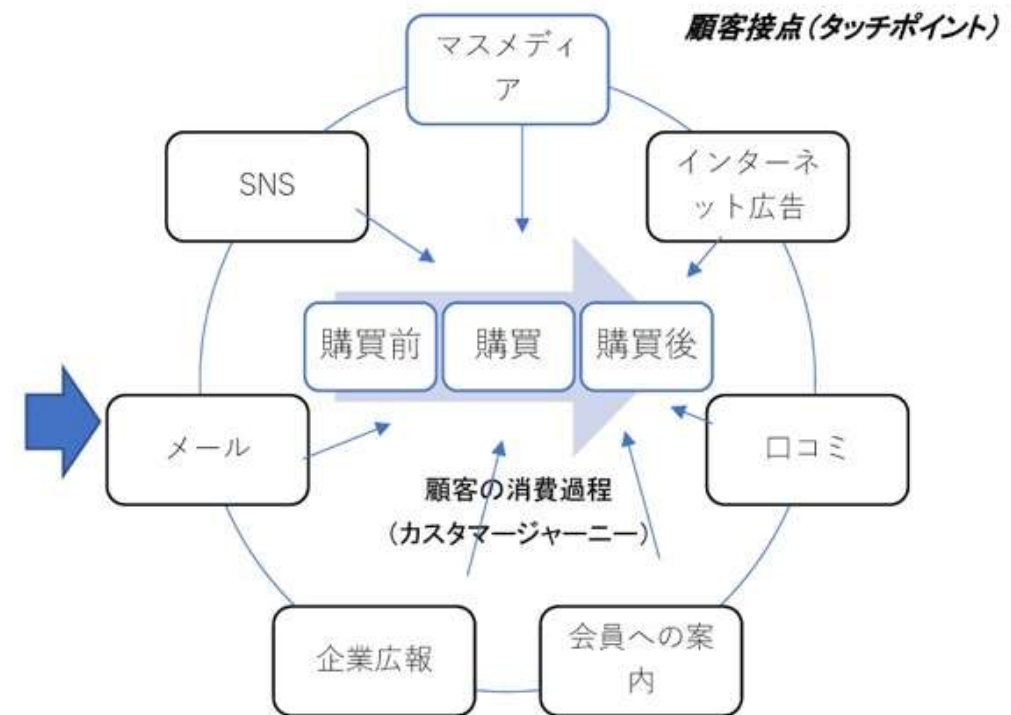 顧客接点（タッチポイント）
マスメディ
ア
SNS
インターネ
ット広告
購買前
購買
購買後
メール
口コミ
顧客の消費過程
（カスタマージャーニー）
企業広報
会員への案
内